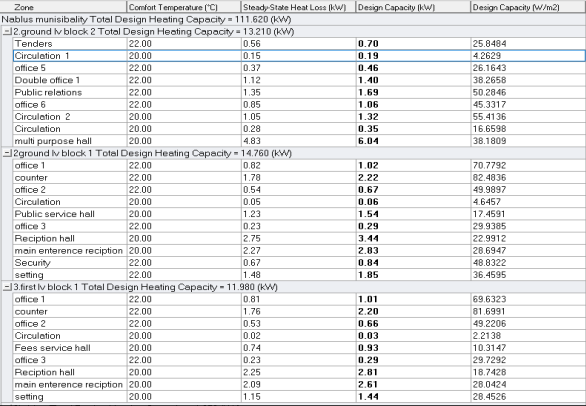 Zone Comfort Temperature (°C) Steady-State Heat Loss (kW) Design Capacity (kW) Design Capacity (W/m2)
Nablus munisibality Total Design Heating Capacity = 111.620 (kW)
2.ground lv block 2 Total Design Heating Capacity = 13.210 (kW)
Tenders 22.00 0.56 0.70 25.8484
Circulation 1 20.00 0.15 0.19 4.2629
office 5 22.00 0.37 0.46 26.1643
Double office 1 22.00 1.12 1.40 38.2658
Public relations 22.00 1.35 1.69 50.2846
office 6 22.00 0.85 1.06 45.3317
Circulation 2 20.00 1.05 1.32 55.4136
Circulation 20.00 0.28 0.35 16.6598
multi purpose hall 20.00 4.83 6.04 38.1809
2ground lv block 1 Total Design Heating Capacity = 14.760 (kW)
office 1 22.00 0.82 1.02 70.7792
counter 22.00 1.78 2.22 82.4836
office 2 22.00 0.54 0.67 49.9897
Circulation 20.00 0.05 0.06 4.6457
Public service hall 20.00 1.23 1.54 17.4591
office 3 22.00 0.23 0.29 29.9385
Reciption hall 20.00 2.75 3.44 22.9912
main enterence reciption 20.00 2.27 2.83 28.6947
Security 22.00 0.67 0.84 48.8322
setting 22.00 1.48 1.85 36.4595
3.first lv block 1 Total Design Heating Capacity = 11.980 (kW)
office 1 22.00 0.81 1.01 69.6323
counter 22.00 1.76 2.20 81.6991
office 2 22.00 0.53 0.66 49.2206
Circulation 20.00 0.02 0.03 2.2138
Fees service hall 20.00 0.74 0.93 10.3147
office 3 22.00 0.23 0.29 29.7292
Reciption hall 20.00 2.25 2.81 18.7428
main enterence reciption 20.00 2.09 2.61 28.0424
setting 20.00 1.15 1.44 28.4526